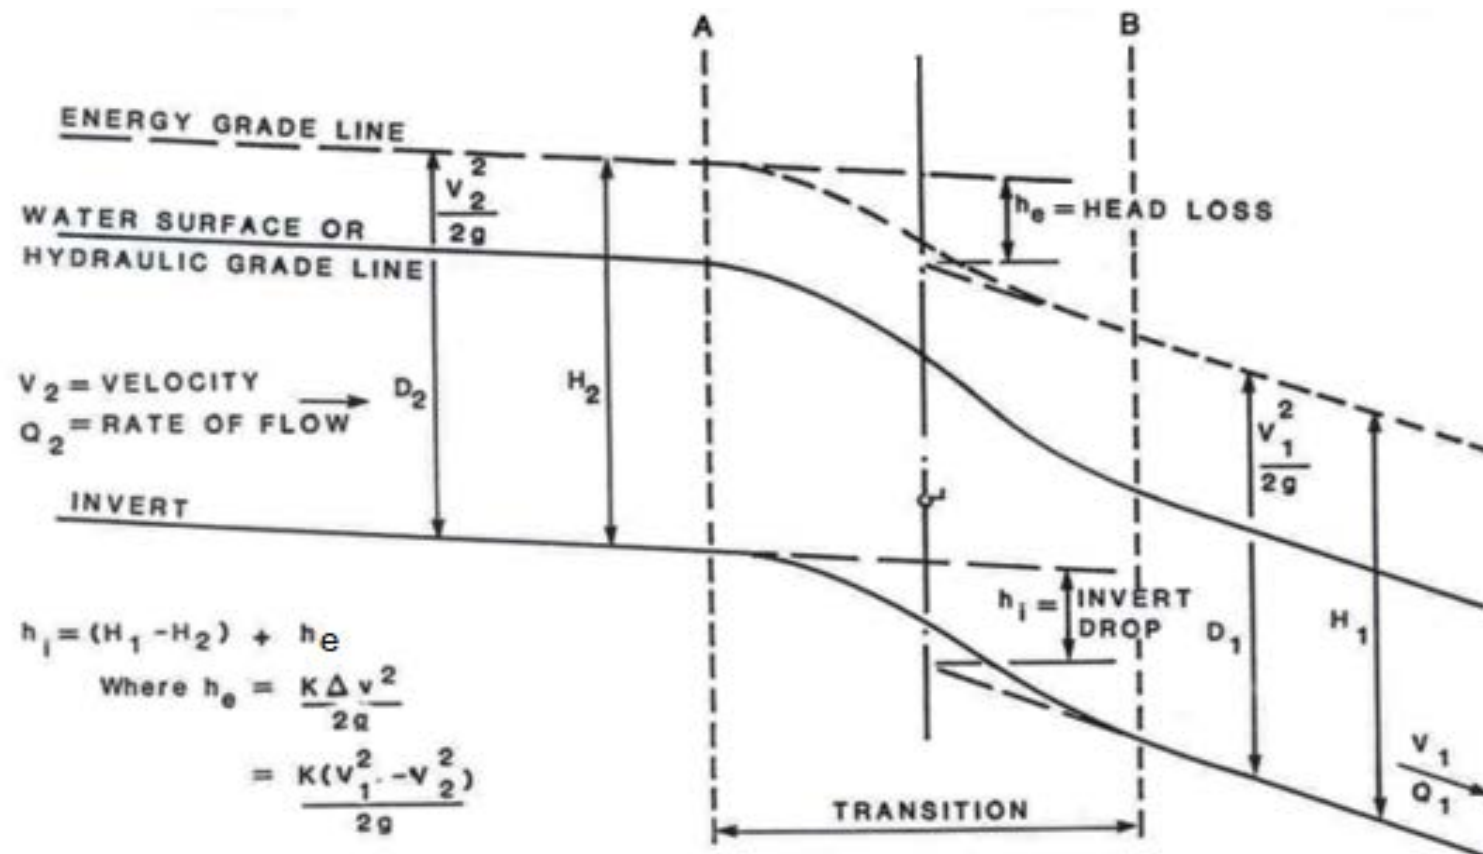 A
B
ENERGY GRADE LINE
V₂²
2g
hₑ = HEAD LOSS
WATER SURFACE OR
HYDRAULIC GRADE LINE
V₂ = VELOCITY
Q₂ = RATE OF FLOW
D₂
H₂
V₁²
2g
INVERT
hᵢ = INVERT
DROP
D₁
H₁
hᵢ = (H₁ - H₂) + hₑ
Where hₑ = K Δ v²
2g
= K(V₁² - V₂²)
2g
TRANSITION
V₁
Q₁